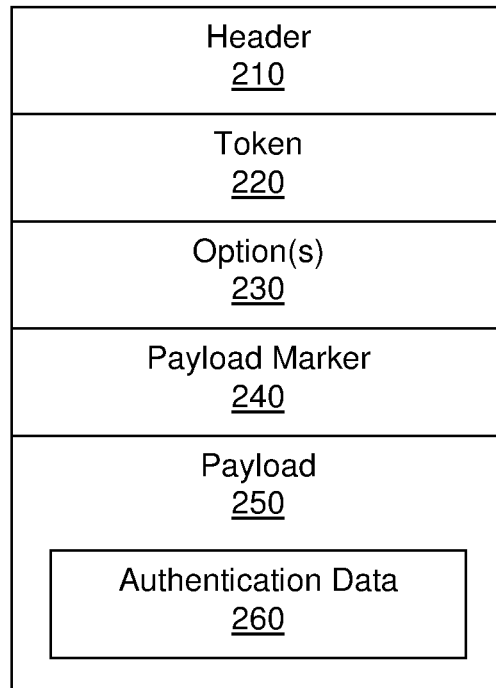 Header
210
Token
220
Option(s)
230
Payload Marker
240
Payload
250
Authentication Data
260